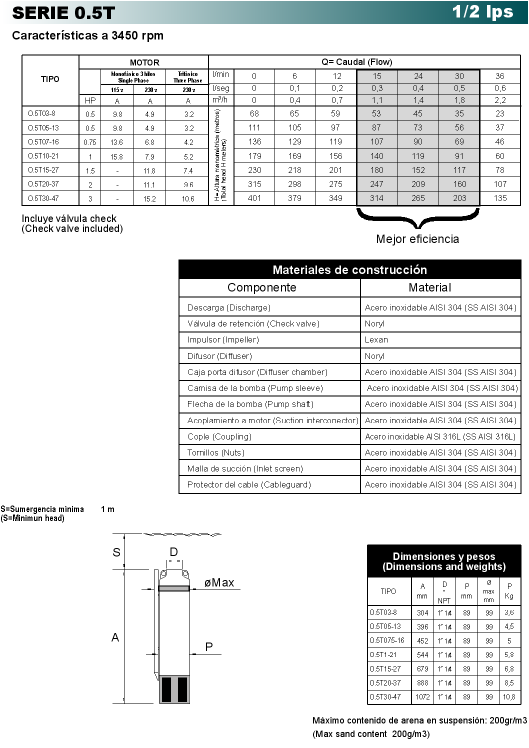 SERIE 0.5T 1/2 lps
Características a 3450 rpm
TIPO MOTOR Q= Caudal (Flow)
Monofásico 3 hilos Single Phase Trifásico Three Phase l/min 0 6 12 15 24 30 36
115 v 230 v 230 v l/seg 0 0,1 0,2 0,3 0,4 0,5 0,6
HP A A A m³/h 0 0,4 0,7 1,1 1,4 1,8 2,2
H= Altura manométrica (metros)
(Total head H meters)
0.5T03-8 0.5 9.8 4.9 3.2 68 65 59 53 45 35 23
0.5T05-13 0.5 9.8 4.9 3.2 111 105 97 87 73 56 37
0.5T07-16 0.75 13.6 6.8 4.2 136 129 119 107 90 69 46
0.5T10-21 1 15.8 7.9 5.2 179 169 156 140 119 91 60
0.5T15-27 1.5 - 11.8 7.4 230 218 201 180 152 117 78
0.5T20-37 2 - 11.1 9.6 315 298 275 247 209 160 107
0.5T30-47 3 - 15.2 10.6 401 379 349 314 265 203 135
Incluye válvula check
(Check valve included)
Mejor eficiencia
Materiales de construcción
Componente Material
Descarga (Discharge) Acero inoxidable AISI 304 (SS AISI 304)
Válvula de retención (Check valve) Noryl
Impulsor (Impeller) Lexan
Difusor (Diffuser) Noryl
Caja porta difusor (Diffuser chamber) Acero inoxidable AISI 304 (SS AISI 304)
Camisa de la bomba (Pump sleeve) Acero inoxidable AISI 304 (SS AISI 304)
Flecha de la bomba (Pump shaft) Acero inoxidable AISI 304 (SS AISI 304)
Acoplamiento a motor (Suction interconector) Acero inoxidable AISI 304 (SS AISI 304)
Cople (Coupling) Acero inoxidable AISI 316L (SS AISI 316L)
Tornillos (Nuts) Acero inoxidable AISI 304 (SS AISI 304)
Malla de succión (Inlet screen) Acero inoxidable AISI 304 (SS AISI 304)
Protector del cable (Cableguard) Acero inoxidable AISI 304 (SS AISI 304)
S=Sumergencia mínima 1 m
(S=Minimun head)
S D
øMax
A P
Dimensiones y pesos
(Dimensions and weights)
TIPO A mm D " NPT P mm Ø max mm P Kg
0.5T03-8 304 1" 1/4 89 99 3,6
0.5T05-13 396 1" 1/4 89 99 4,5
0.5T075-16 452 1" 1/4 89 99 5
0.5T1-21 544 1" 1/4 89 99 5,8
0.5T15-27 679 1" 1/4 89 99 6,8
0.5T20-37 888 1" 1/4 89 99 8,5
0.5T30-47 1072 1" 1/4 89 99 10,8
Máximo contenido de arena en suspensión: 200gr/m3
(Max sand content 200g/m3)